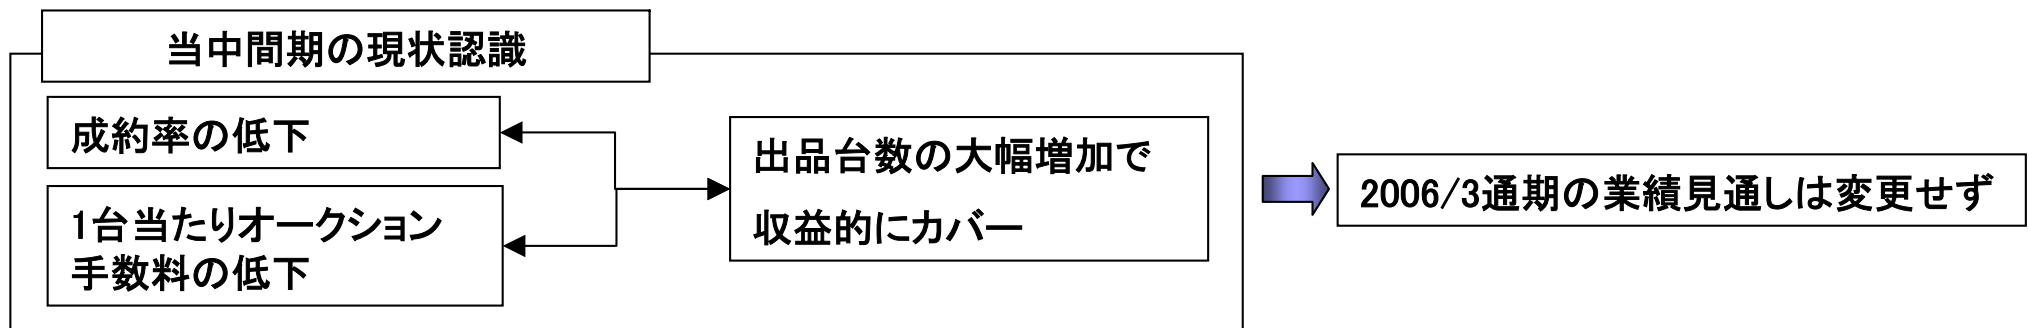 当中間期の現状認識
成約率の低下
1台当たりオークション
手数料の低下
出品台数の大幅増加で
収益的にカバー
2006/3通期の業績見通しは変更せず